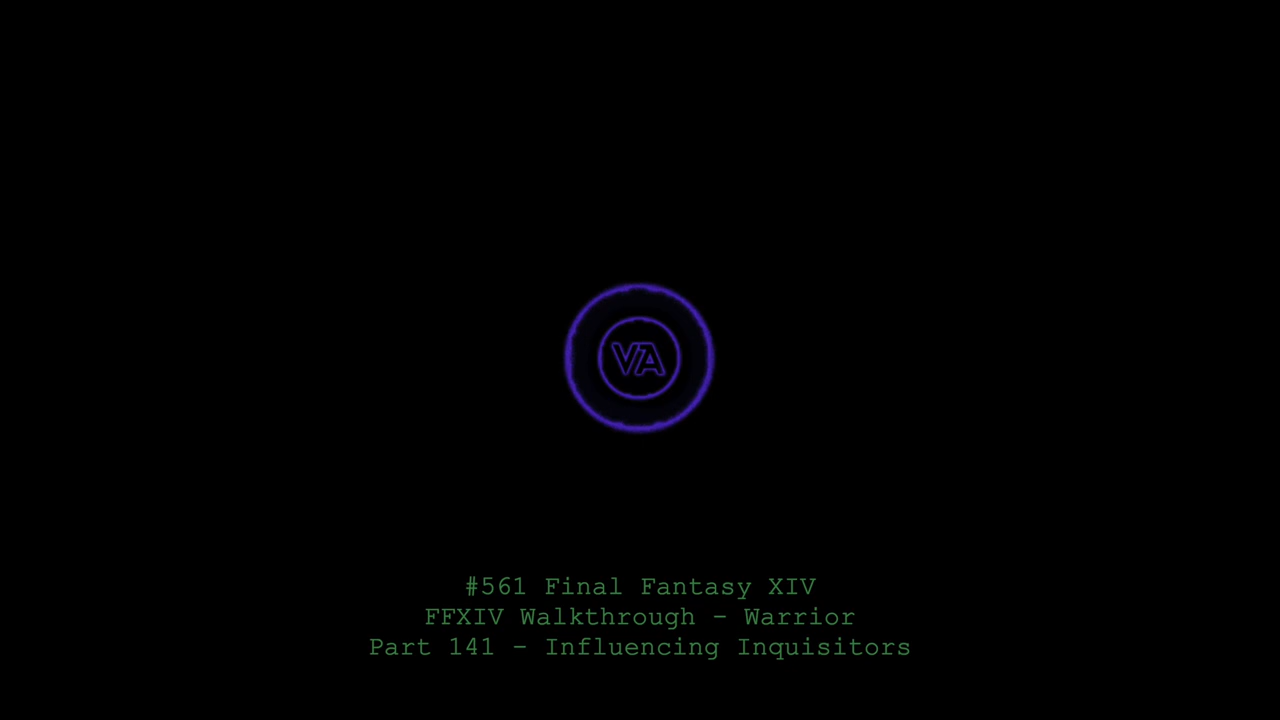 VA
#561 Final Fantasy XIV
FFXIV Walkthrough - Warrior
Part 141 - Influencing Inquisitors